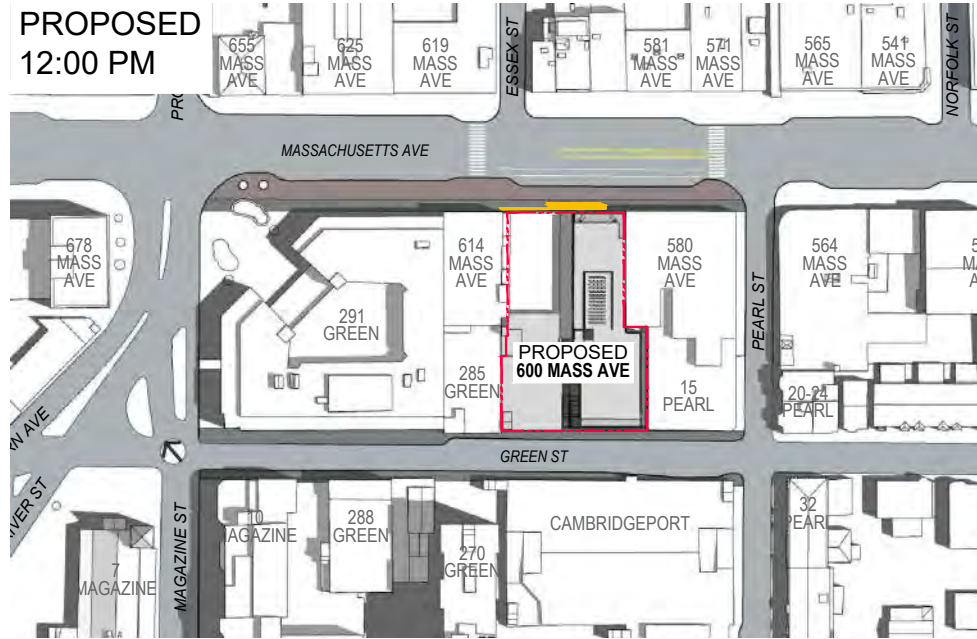 PROPOSED
12:00 PM
655
MASS
AVE
625
MASS
AVE
619
MASS
AVE
ESSEX ST
581
MASS
AVE
571
MASS
AVE
565
MASS
AVE
541
MASS
AVE
NORFOLK ST
MASSACHUSETTS AVE
678
MASS
AVE
291
GREEN
614
MASS
AVE
580
MASS
AVE
PEARL ST
564
MASS
AVE
PROPOSED
600 MASS AVE
285
GREEN
15
PEARL
20-24
PEARL
GREEN ST
MAGAZINE ST
MAGAZINE
288
GREEN
270
GREEN
CAMBRIDGEPORT
32
PEARL
7
MAGAZINE